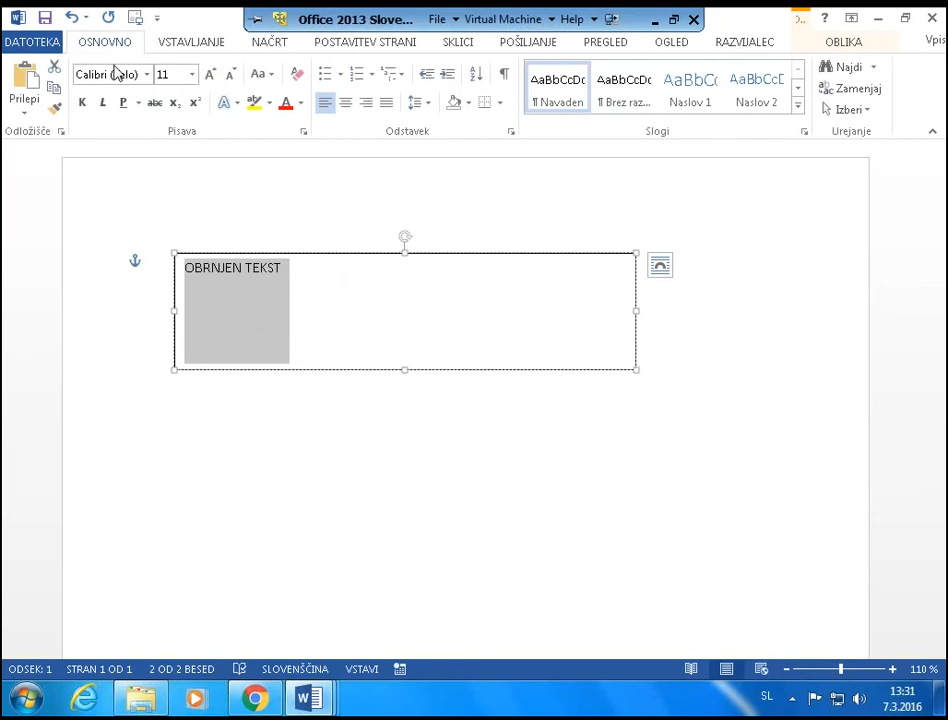 Office 2013 Slove... File Virtual Machine Help
DATOTEKA OSNOVNO VSTAVLJANJE NAČRT POSTAVITEV STRANI SKLICI POŠILJANJE PREGLED OGLED RAZVIJALEC OBLIKA Vpis
Prilepi
Odložišče
Calibri 11 Aa
K L P abc x₂ x² A ab A
Pisava
Odstavek
AaBbCcDc AaBbCcDc AaBbC AaBbCcE
¶ Navaden ¶ Brez raz... Naslov 1 Naslov 2
Slogi
Najdi
Zamenjaj
Izberi
Urejanje
OBRNJEN TEKST
ODSEK: 1 STRAN 1 OD 1 2 OD 2 BESED SLOVENŠČINA VSTAVI 110 %
SL 13:31
7.3.2016